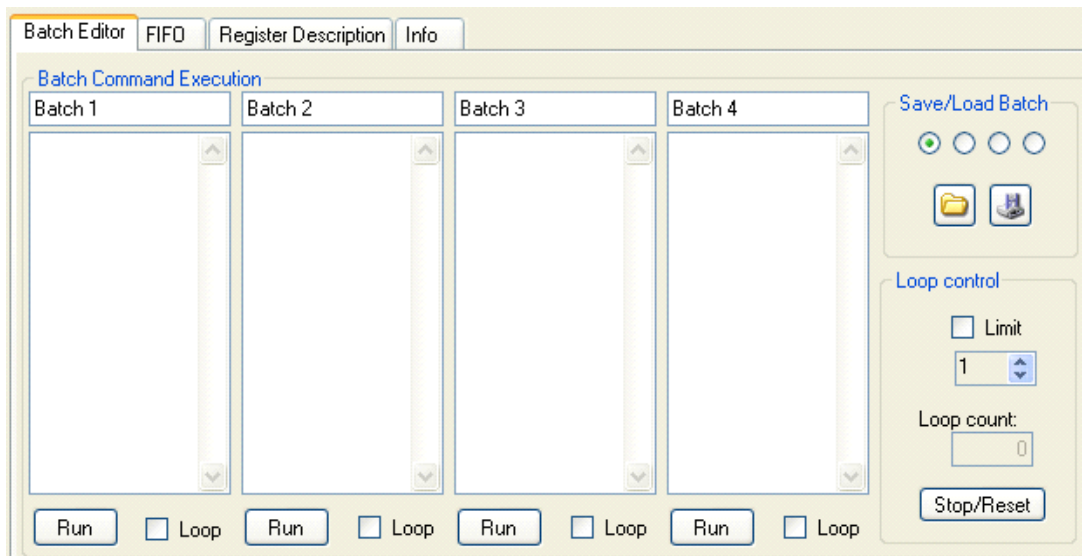 Batch Editor FIFO Register Description Info
Batch Command Execution
Batch 1 Batch 2 Batch 3 Batch 4
Save/Load Batch
Loop control
Limit
1
Loop count:
0
Stop/Reset
Run Loop Run Loop Run Loop Run Loop